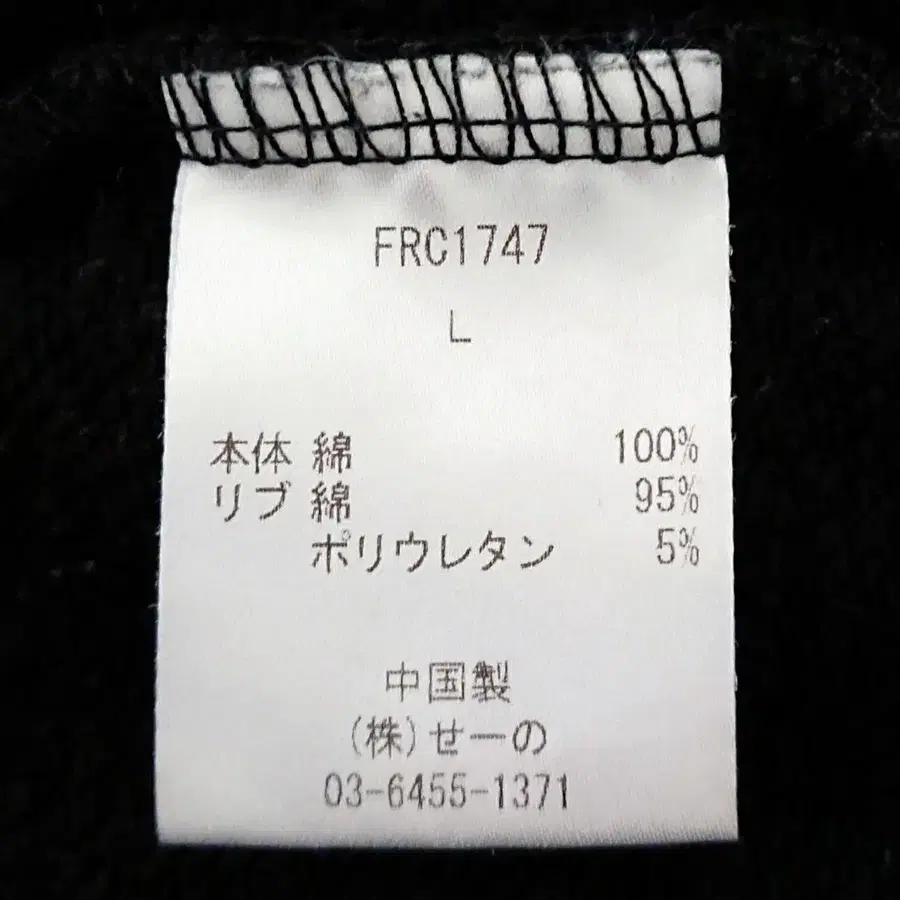 FRC1747
L
本体 綿 100%
リブ 綿 95%
ポリウレタン 5%
中国製
(株)せーの
03-6455-1371